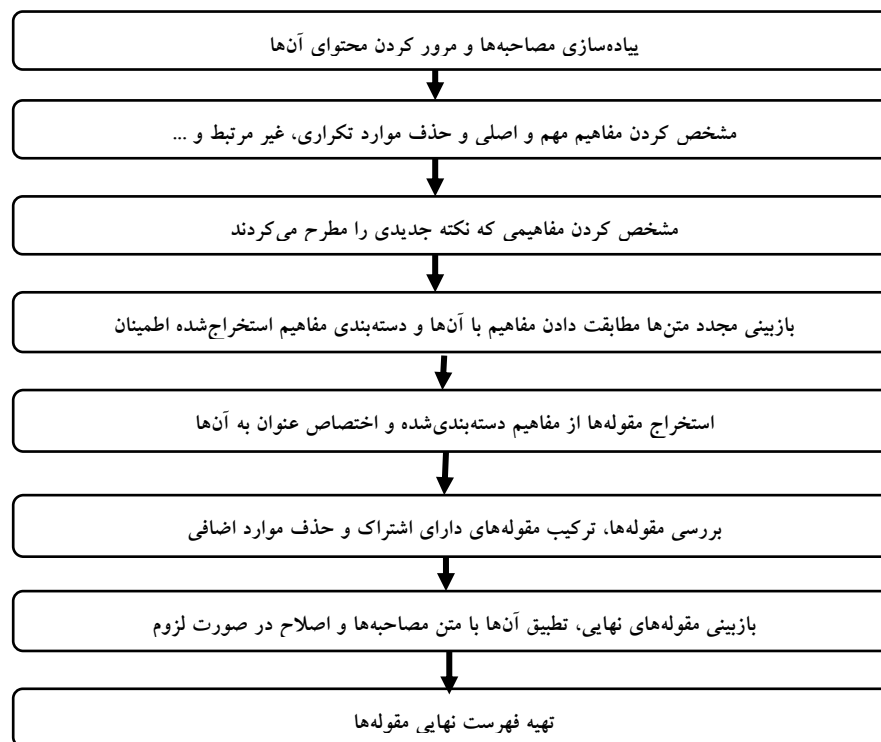 پیاده‌سازی مصاحبه‌ها و مرور کردن محتوای آن‌ها
مشخص کردن مفاهیم مهم و اصلی و حذف موارد تکراری، غیر مرتبط و ...
مشخص کردن مفاهیمی که نکته جدیدی را مطرح می‌کردند
بازبینی مجدد متن‌ها مطابقت دادن مفاهیم با آن‌ها و دسته‌بندی مفاهیم استخراج‌شده اطمینان
استخراج مقوله‌ها از مفاهیم دسته‌بندی‌شده و اختصاص عنوان به آن‌ها
بررسی مقوله‌ها، ترکیب مقوله‌های دارای اشتراک و حذف موارد اضافی
بازبینی مقوله‌های نهایی، تطبیق آن‌ها با متن مصاحبه‌ها و اصلاح در صورت لزوم
تهیه فهرست نهایی مقوله‌ها